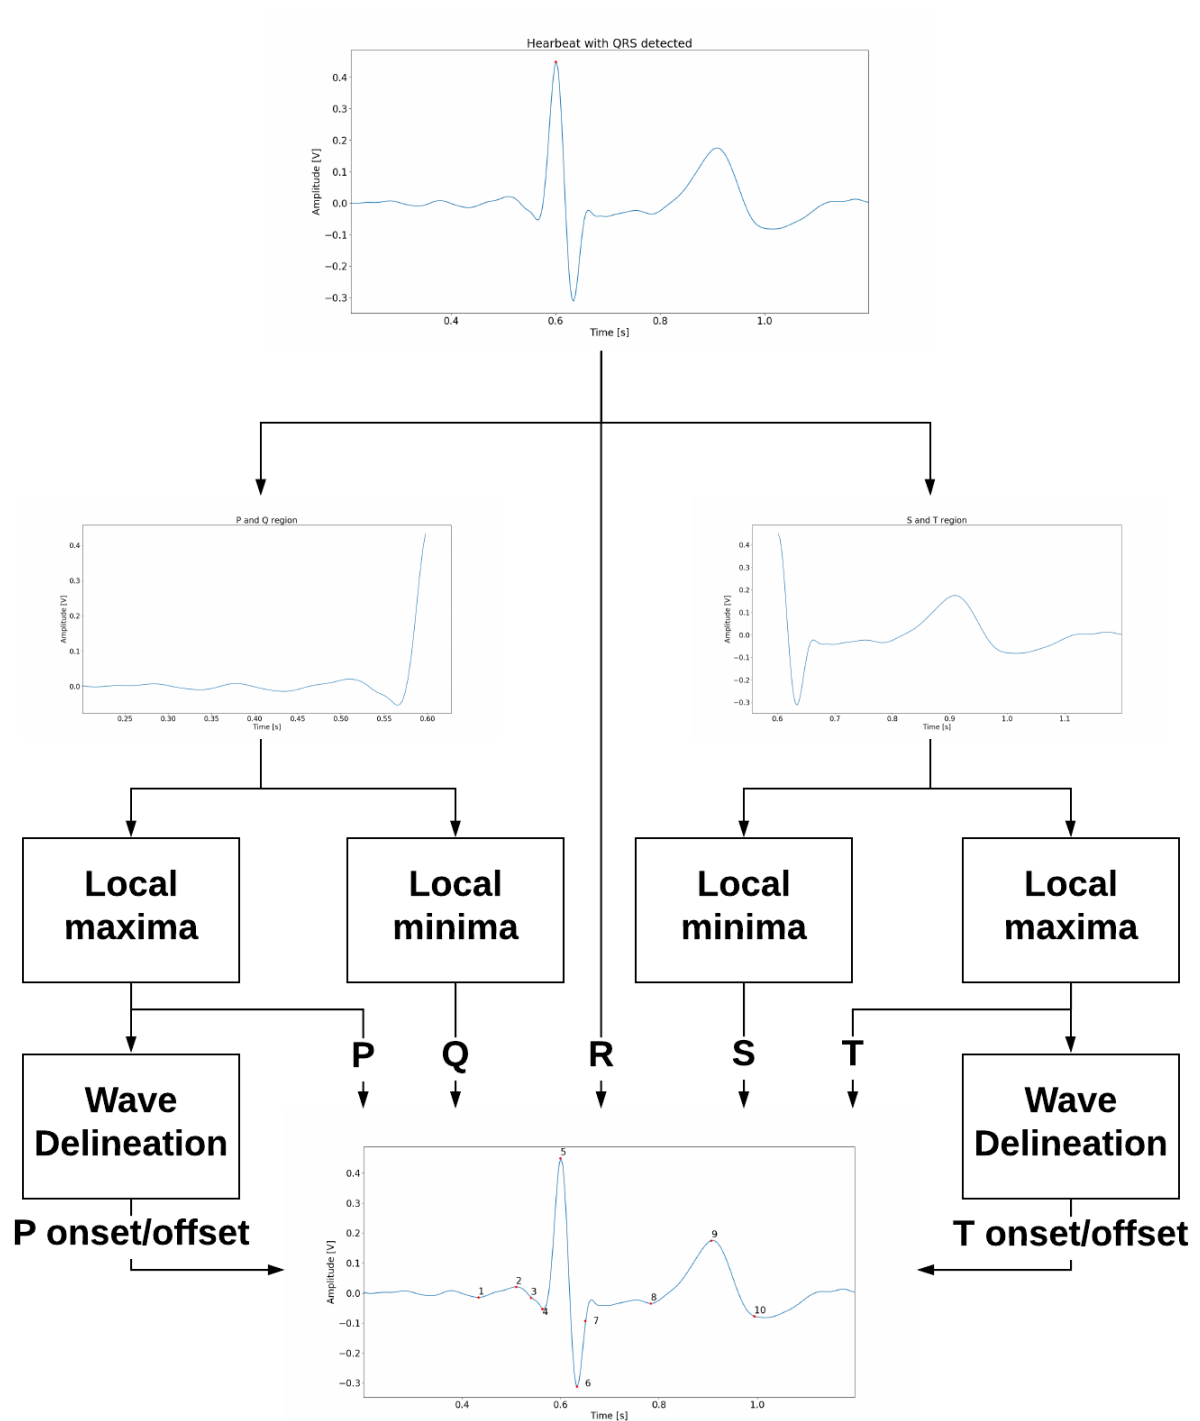 Hearbeat with QRS detected
Amplitude [V]
0.4
0.3
0.2
0.1
0.0
−0.1
−0.2
−0.3
0.4 0.6 0.8 1.0
Time [s]
P and Q region
Amplitude [V]
0.4
0.3
0.2
0.1
0.0
0.25 0.30 0.35 0.40 0.45 0.50 0.55 0.60
Time [s]
S and T region
Amplitude [V]
0.4
0.3
0.2
0.1
0.0
−0.1
−0.2
−0.3
0.6 0.7 0.8 0.9 1.0 1.1
Time [s]
Local
maxima
Local
minima
Local
minima
Local
maxima
P Q R S T
Wave
Delineation
Wave
Delineation
P onset/offset
T onset/offset
Amplitude [V]
0.4
0.3
0.2
0.1
0.0
−0.1
−0.2
−0.3
1 2 3 4 5 6 7 8 9 10
0.4 0.6 0.8 1.0
Time [s]